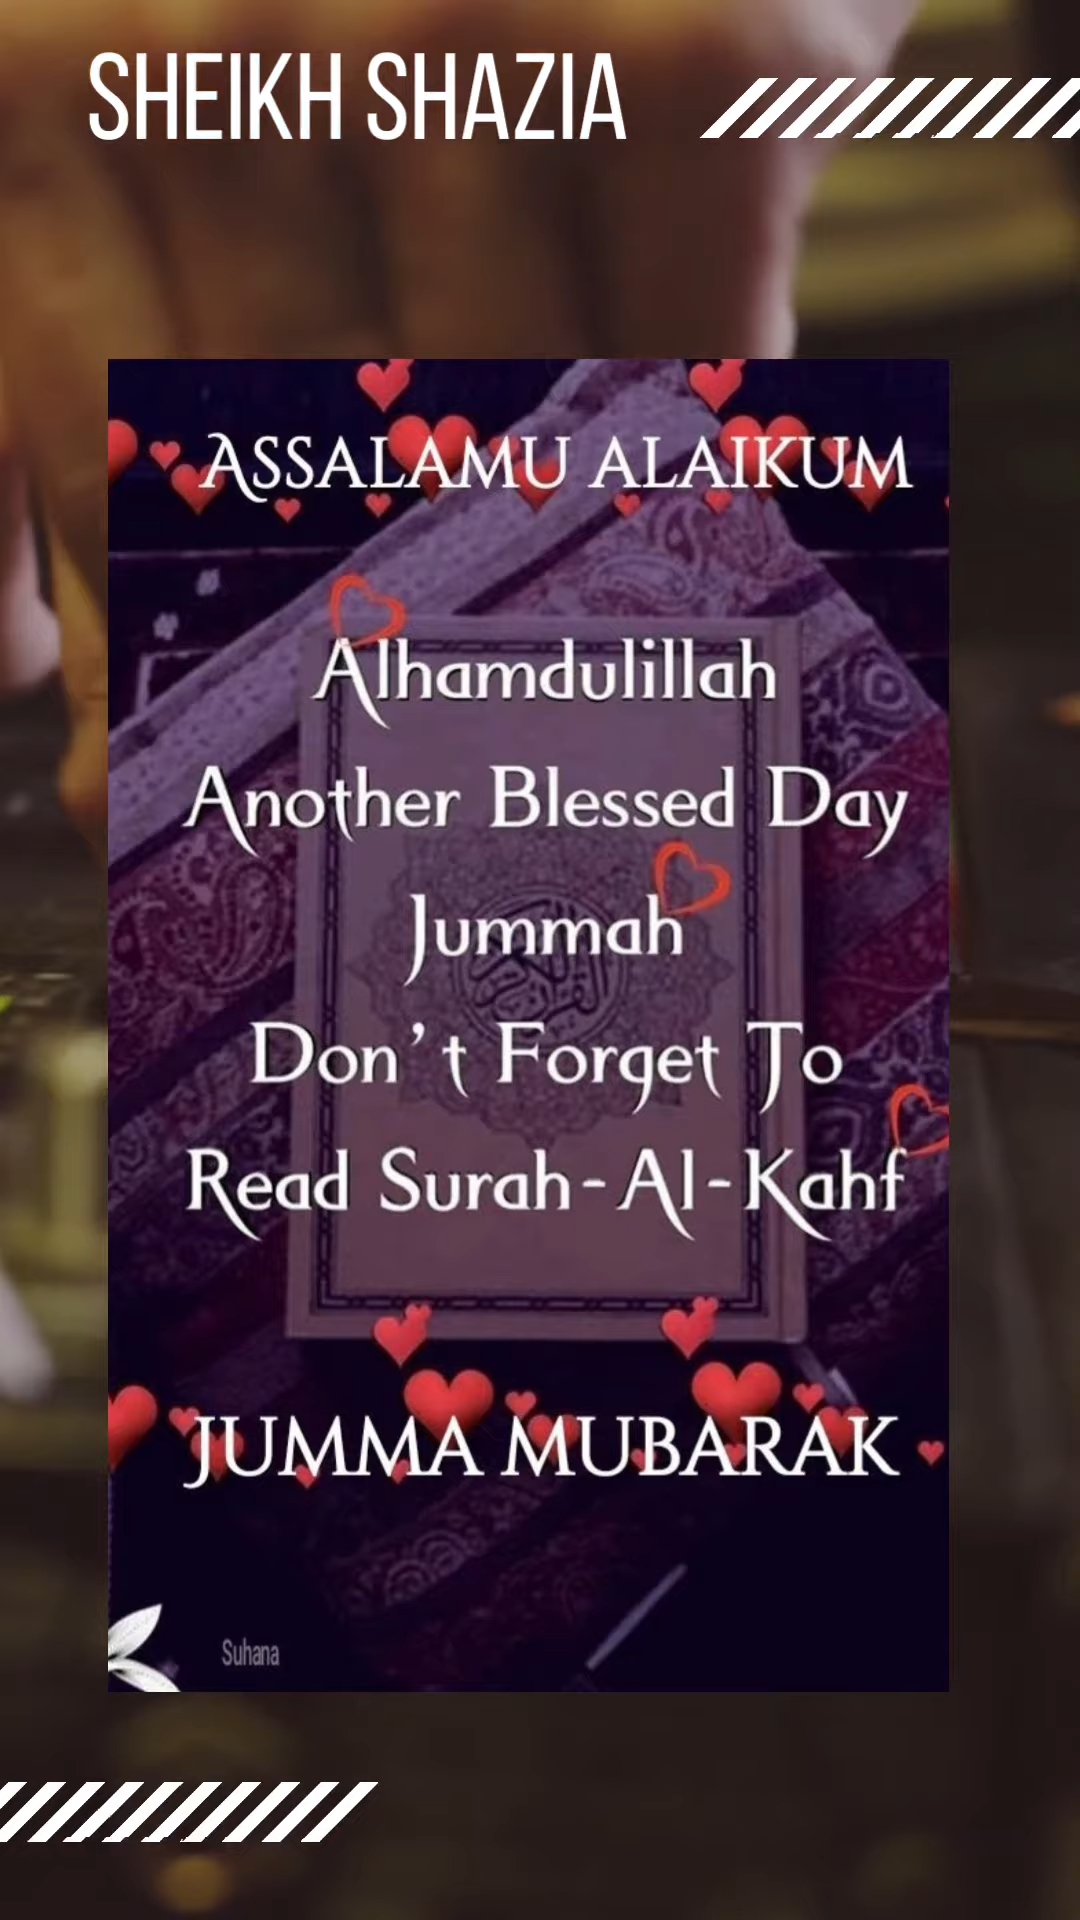 SHEIKH SHAZIA
ASSALAMU ALAIKUM
Alhamdulillah
Another Blessed Day
Jummah
Don't Forget To
Read Surah-Al-Kahf
JUMMA MUBARAK
Suhana